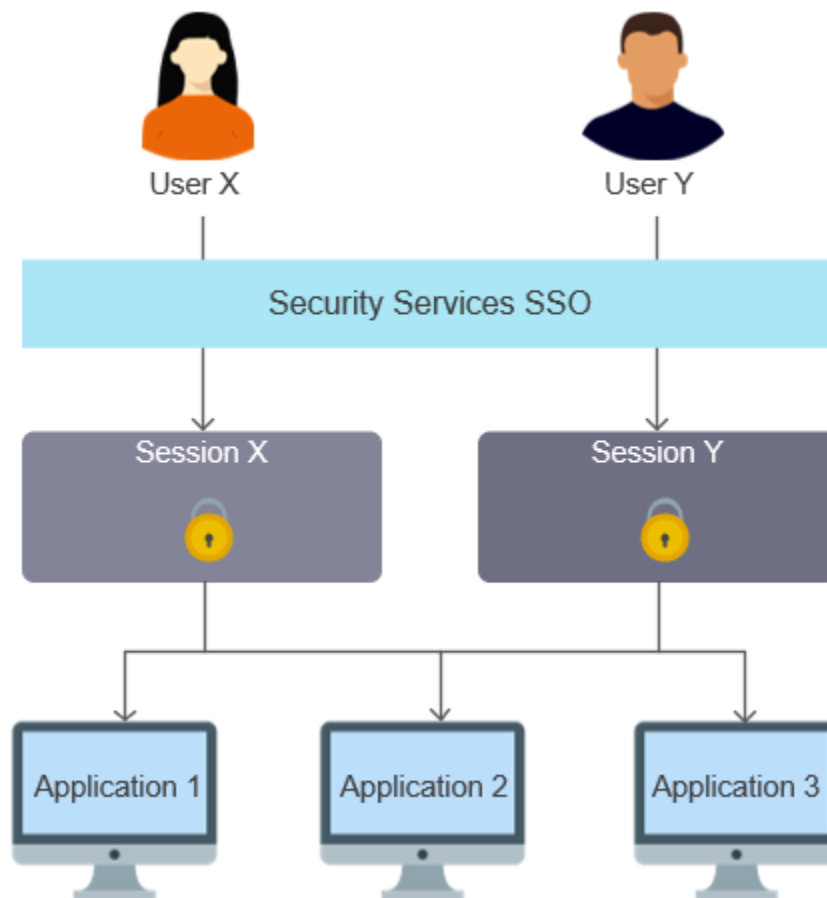 User X
User Y
Security Services SSO
Session X
Session Y
Application 1
Application 2
Application 3